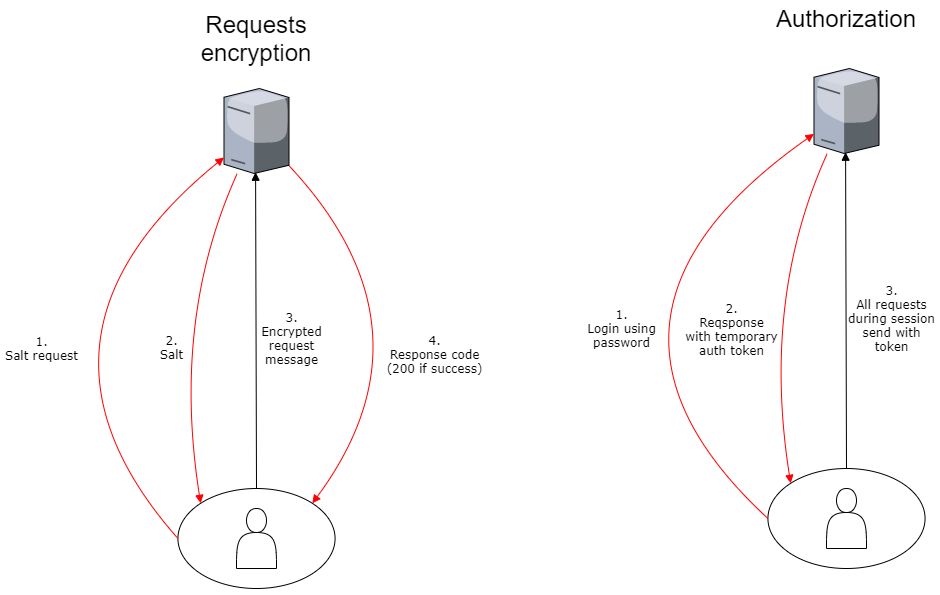 Requests
encryption
1.
Salt request
2.
Salt
3.
Encrypted
request
message
4.
Response code
(200 if success)
Authorization
1.
Login using
password
2.
Reqsponse
with temporary
auth token
3.
All requests
during session
send with
token